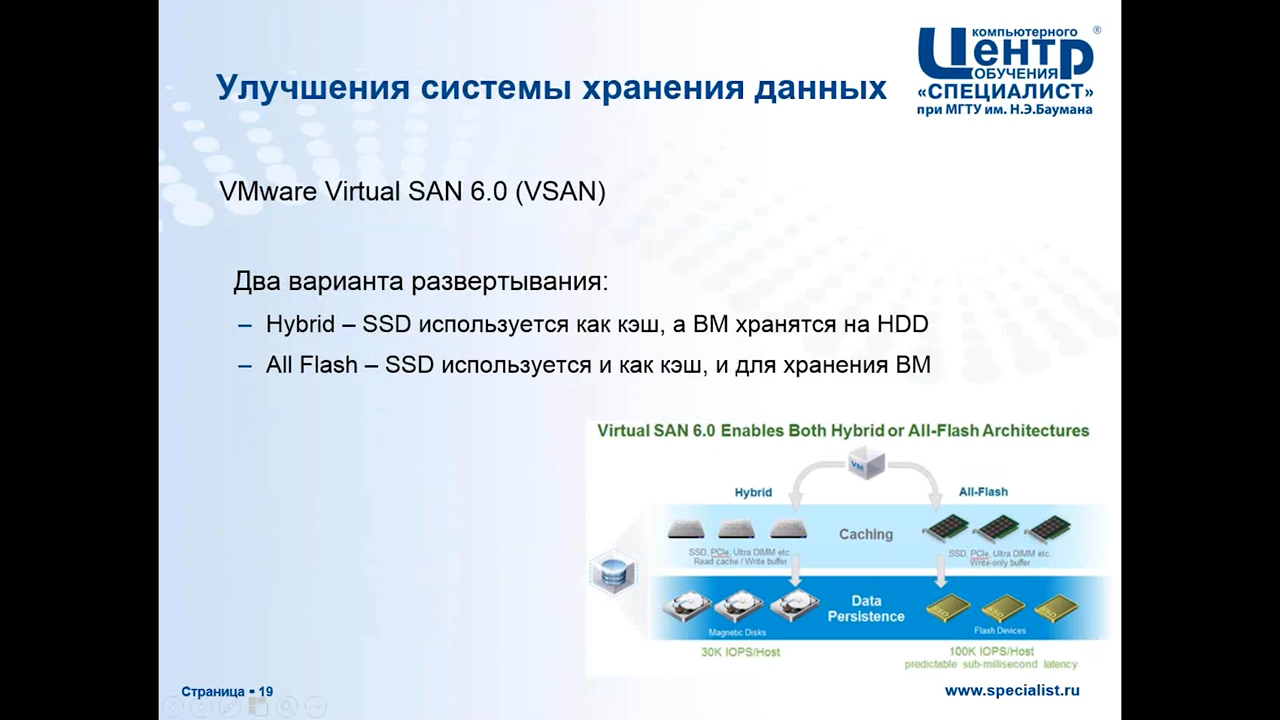 компьютерного
Центр
ОБУЧЕНИЯ
«СПЕЦИАЛИСТ»
при МГТУ им. Н.Э.Баумана
®
Улучшения системы хранения данных
VMware Virtual SAN 6.0 (VSAN)
Два варианта развертывания:
– Hybrid – SSD используется как кэш, а ВМ хранятся на HDD
– All Flash – SSD используется и как кэш, и для хранения ВМ
Virtual SAN 6.0 Enables Both Hybrid or All-Flash Architectures
VM
Hybrid
All-Flash
Caching
SSD, PCIe, Ultra DIMM etc..
Read cache / Write buffer
SSD, PCIe, Ultra DIMM etc.
Write-only buffer
Data
Persistence
SSD
SSD
SSD
Magnetic Disks
Flash Devices
30K IOPS/Host
100K IOPS/Host
predictable sub-millisecond latency
Страница ▪ 19
www.specialist.ru